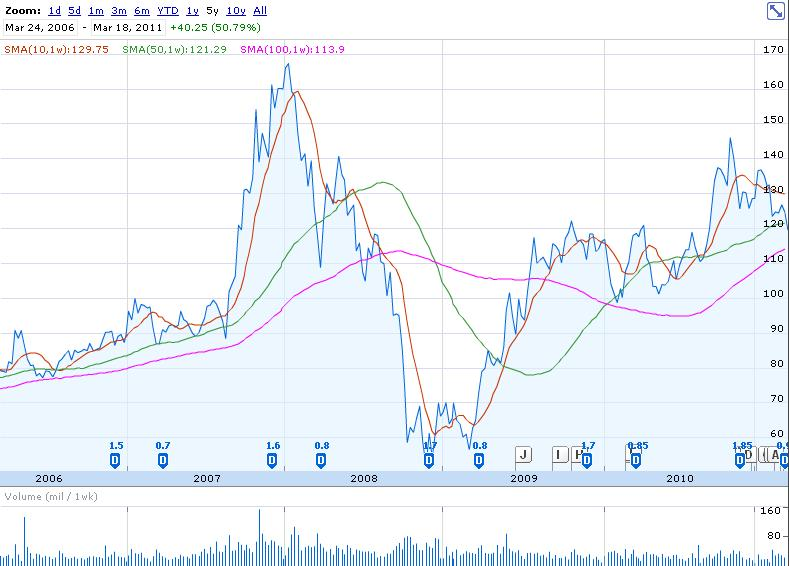 Zoom: 1d 5d 1m 3m 6m YTD 1y 5y 10y All
Mar 24, 2006 - Mar 18, 2011 +40.25 (50.79%)
SMA(10,1w):129.75 SMA(50,1w):121.29 SMA(100,1w):113.9
170
160
150
140
130
120
110
100
90
80
70
60
1.5 0.7 1.6 0.8 1.7 0.8 1.7 0.85 1.85 0.9
D D D D D D J I D D D D A D
2006 2007 2008 2009 2010
Volume (mil / 1wk)
160
80